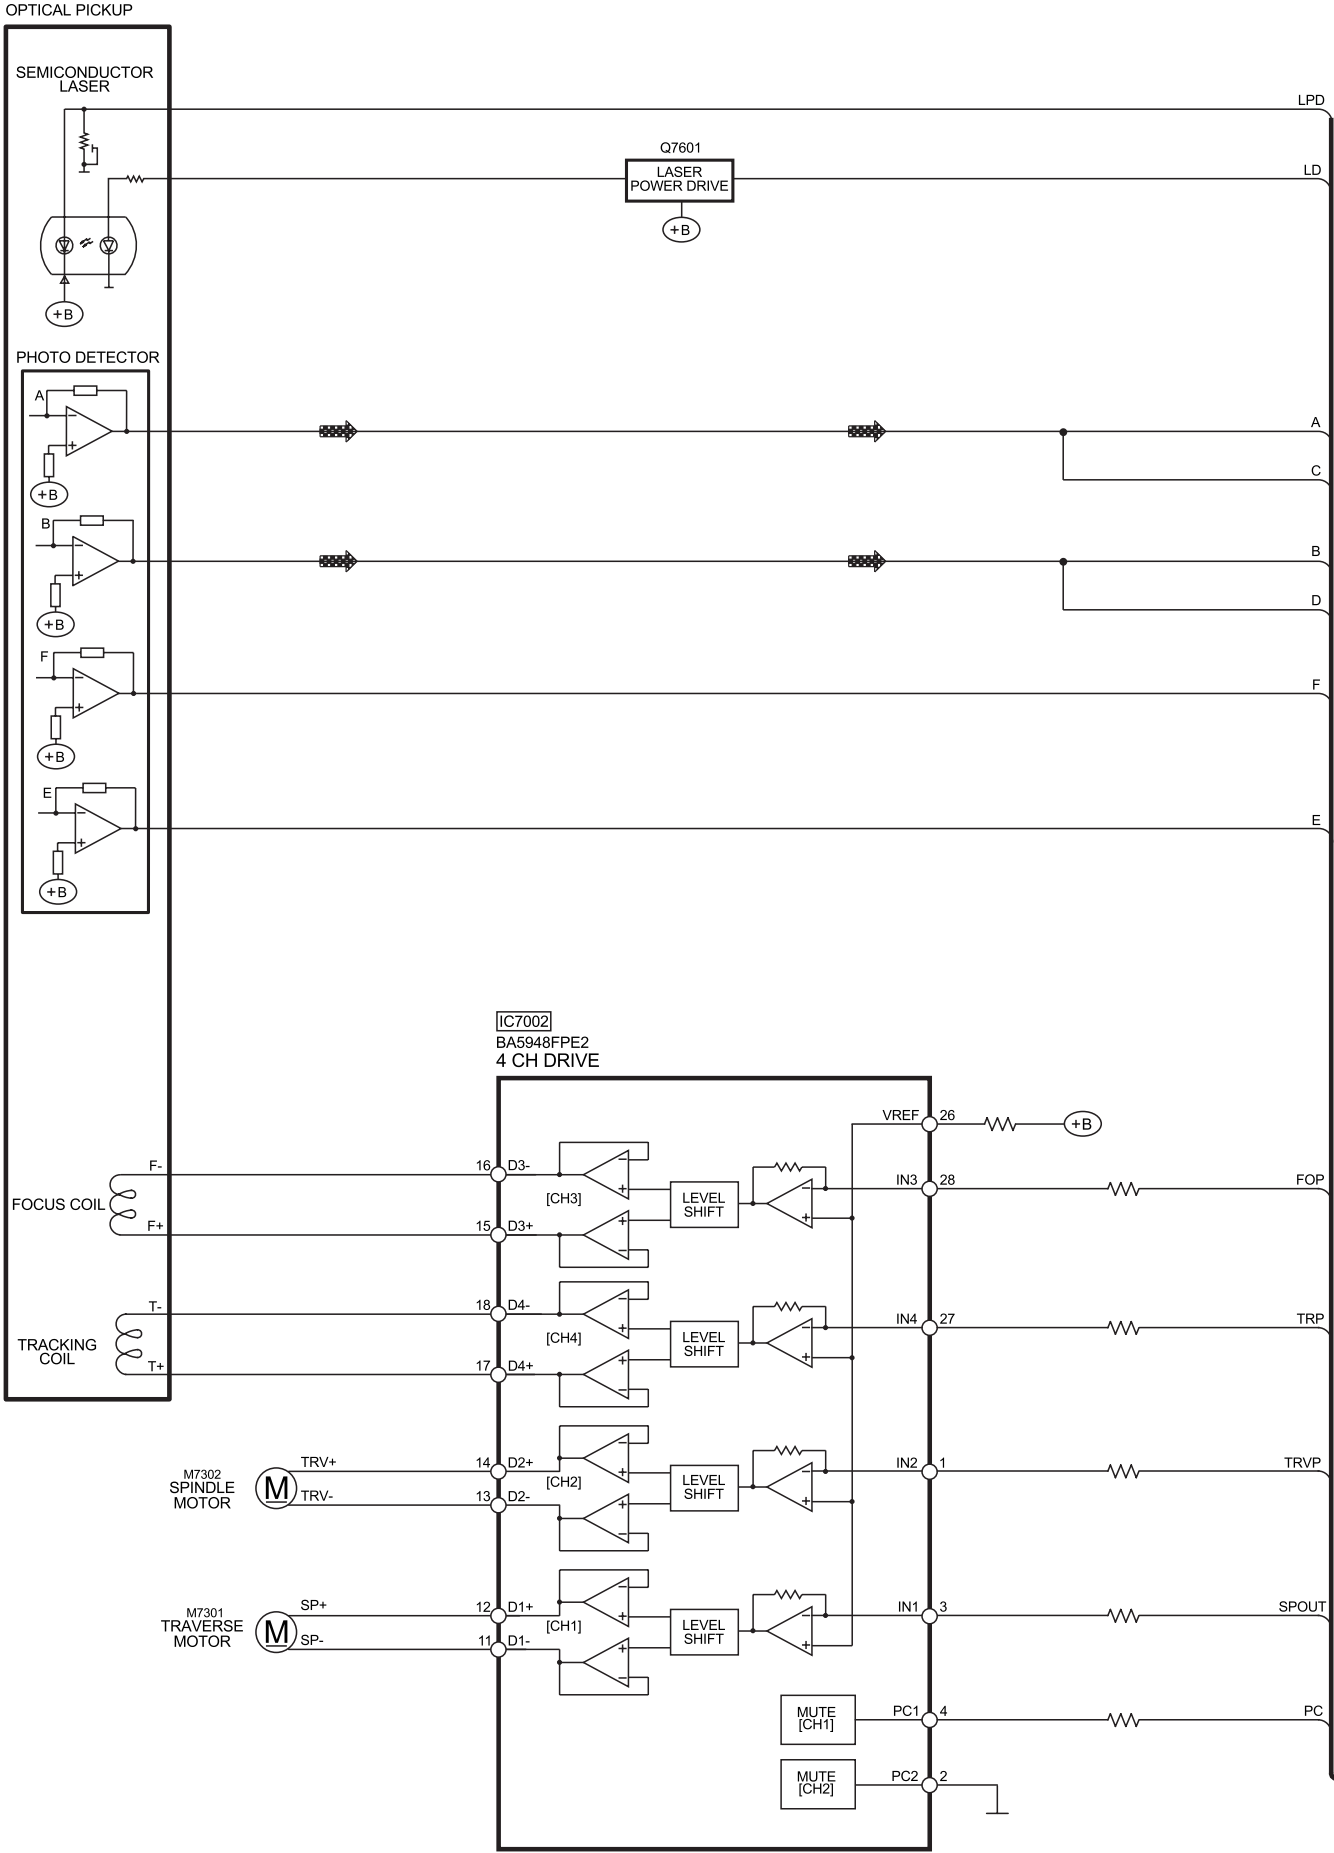 OPTICAL PICKUP
SEMICONDUCTOR
LASER
LPD
Q7601
LASER
POWER DRIVE
LD
+B
+B
PHOTO DETECTOR
A
−
+
+B
A
C
B
−
+
+B
B
D
F
−
+
+B
F
E
−
+
+B
E
IC7002
BA5948FPE2
4 CH DRIVE
VREF 26
+B
F- 16 D3-
−
+
[CH3]
LEVEL
SHIFT
−
+
IN3 28
FOP
FOCUS COIL
F+ 15 D3+
+
−
T- 18 D4-
−
+
[CH4]
LEVEL
SHIFT
−
+
IN4 27
TRP
TRACKING
COIL
T+ 17 D4+
+
−
M7302
SPINDLE
MOTOR
M
TRV+ 14 D2+
TRV- 13 D2-
−
+
[CH2]
+
−
LEVEL
SHIFT
−
+
IN2 1
TRVP
M7301
TRAVERSE
MOTOR
M
SP+ 12 D1+
SP- 11 D1-
−
+
[CH1]
+
−
LEVEL
SHIFT
−
+
IN1 3
SPOUT
MUTE
[CH1]
PC1 4
PC
MUTE
[CH2]
PC2 2